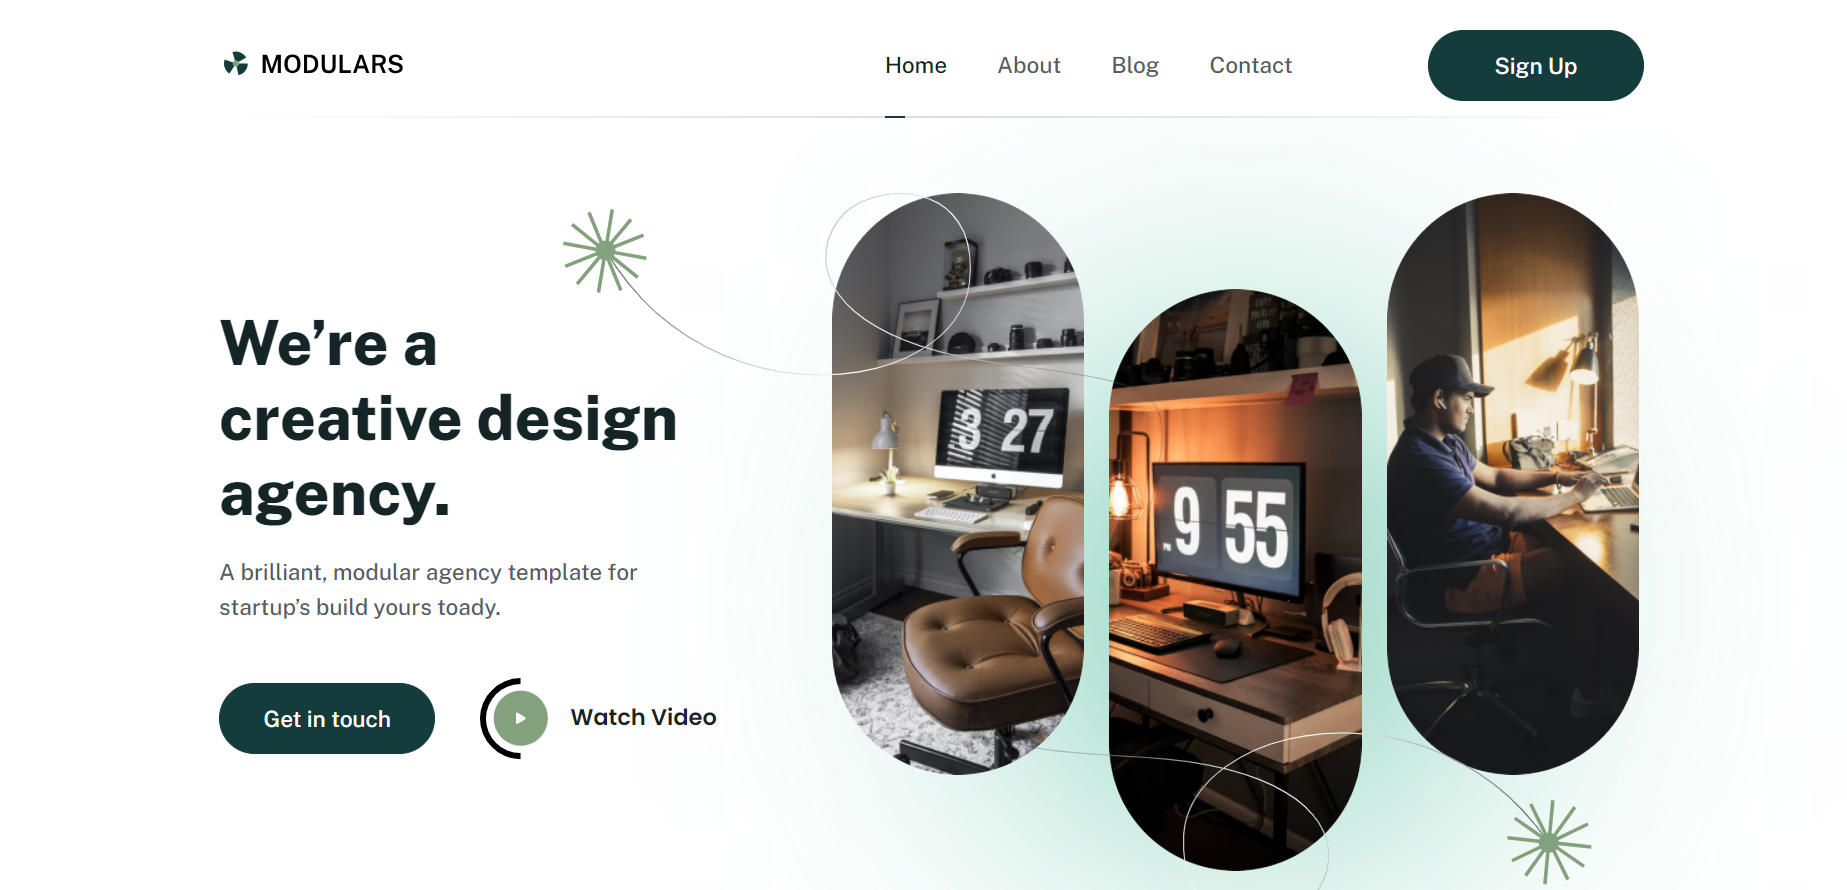 MODULARS
Home About Blog Contact Sign Up
We’re a
creative design
agency.
A brilliant, modular agency template for
startup’s build yours toady.
Get in touch
Watch Video
3 27
PM 9 55